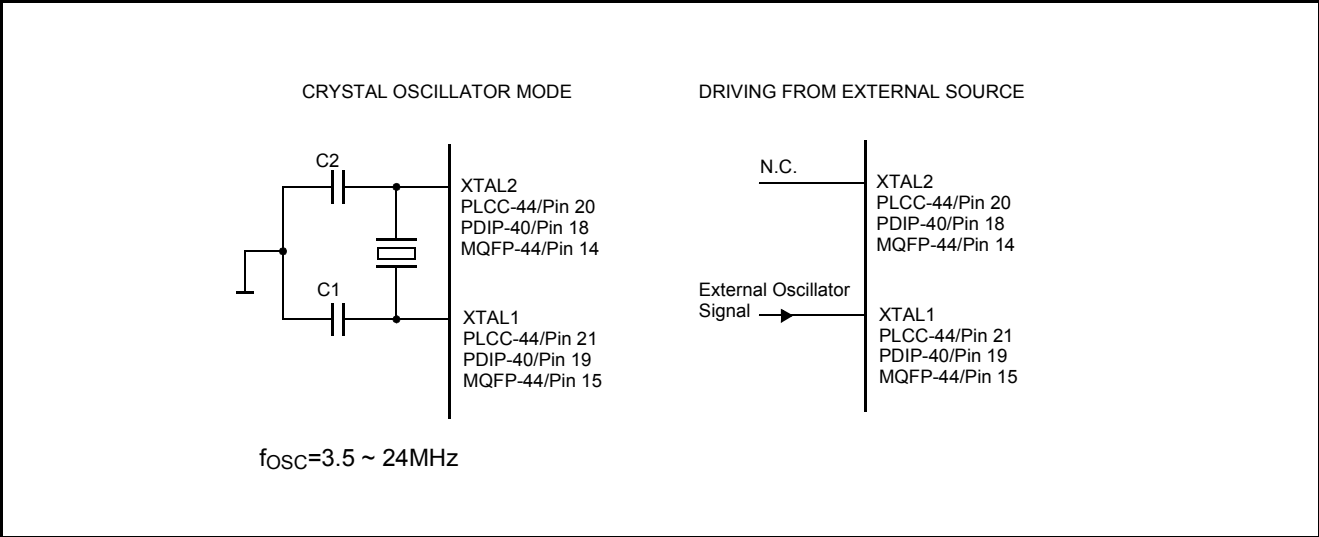 CRYSTAL OSCILLATOR MODE
C2
XTAL2
PLCC-44/Pin 20
PDIP-40/Pin 18
MQFP-44/Pin 14
C1
XTAL1
PLCC-44/Pin 21
PDIP-40/Pin 19
MQFP-44/Pin 15
fOSC=3.5 ~ 24MHz
DRIVING FROM EXTERNAL SOURCE
N.C.
XTAL2
PLCC-44/Pin 20
PDIP-40/Pin 18
MQFP-44/Pin 14
External Oscillator
Signal
XTAL1
PLCC-44/Pin 21
PDIP-40/Pin 19
MQFP-44/Pin 15